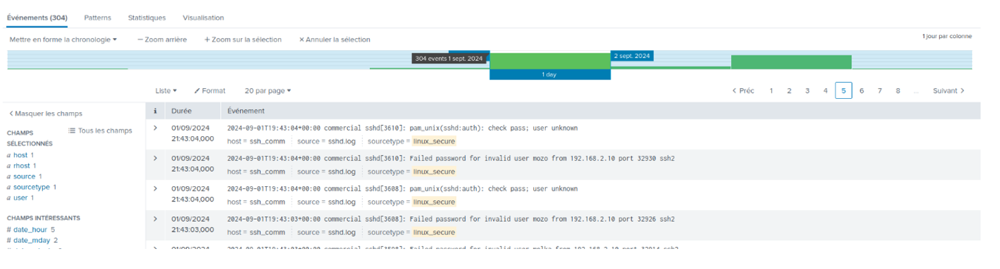 Événements (304) Patterns Statistiques Visualisation
Mettre en forme la chronologie — Zoom arrière + Zoom sur la sélection × Annuler la sélection 1 jour par colonne
304 events 1 sept. 2024 2 sept. 2024
1 day
Liste Format 20 par page < Préc 1 2 3 4 5 6 7 8 ... Suivant >
< Masquer les champs i Durée Événement
CHAMPS SÉLECTIONNÉS Tous les champs
a host 1
a rhost 1
a source 1
a sourcetype 1
a user 1
CHAMPS INTÉRESSANTS
# date_hour 5
# date_mday 2
> 01/09/2024 2024-09-01T19:43:04+00:00 commercial sshd[3610]: pam_unix(sshd:auth): check pass; user unknown
21:43:04,000 host = ssh_comm source = sshd.log sourcetype = linux_secure
> 01/09/2024 2024-09-01T19:43:04+00:00 commercial sshd[3610]: Failed password for invalid user mozo from 192.168.2.10 port 32930 ssh2
21:43:04,000 host = ssh_comm source = sshd.log sourcetype = linux_secure
> 01/09/2024 2024-09-01T19:43:04+00:00 commercial sshd[3608]: pam_unix(sshd:auth): check pass; user unknown
21:43:04,000 host = ssh_comm source = sshd.log sourcetype = linux_secure
> 01/09/2024 2024-09-01T19:43:03+00:00 commercial sshd[3608]: Failed password for invalid user mozo from 192.168.2.10 port 32926 ssh2
21:43:03,000 host = ssh_comm source = sshd.log sourcetype = linux_secure